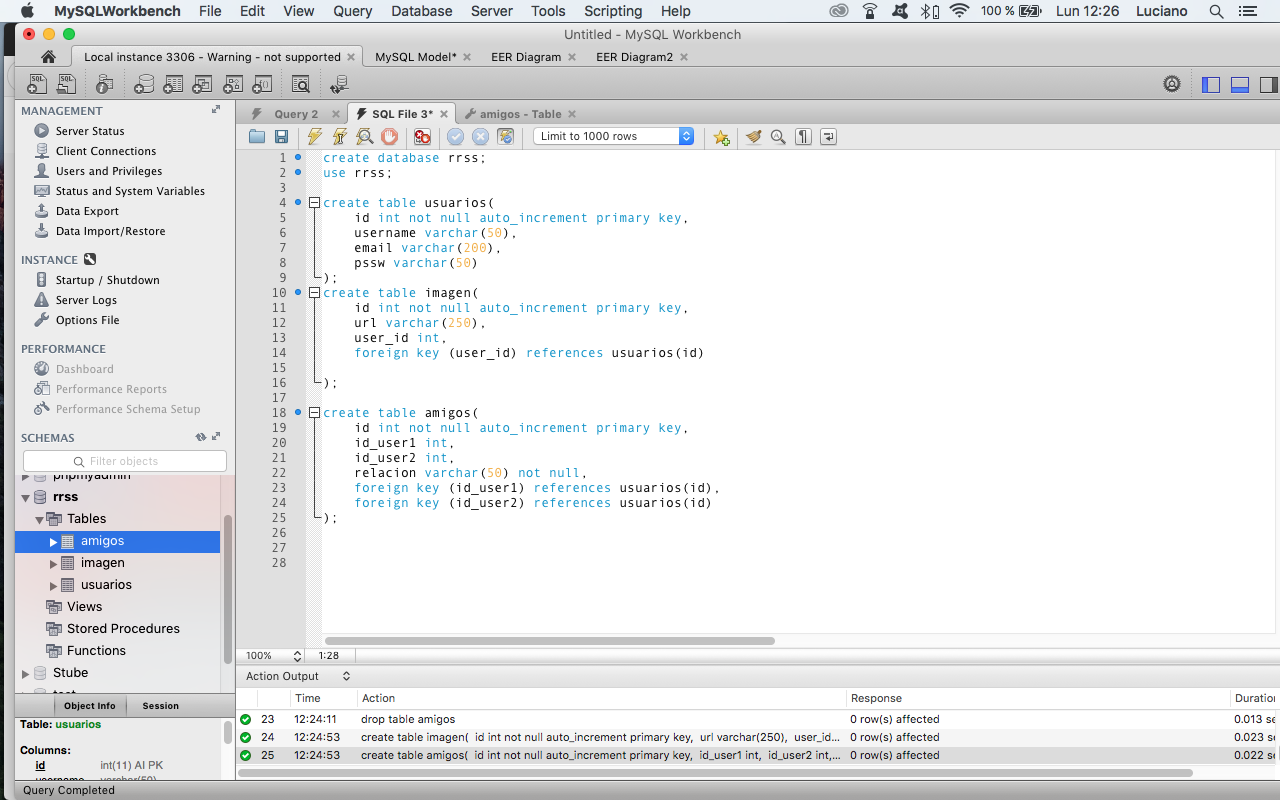 MySQLWorkbench File Edit View Query Database Server Tools Scripting Help 100 % Lun 12:26 Luciano
Untitled - MySQL Workbench
Local instance 3306 - Warning - not supported MySQL Model* EER Diagram EER Diagram2
MANAGEMENT
Server Status
Client Connections
Users and Privileges
Status and System Variables
Data Export
Data Import/Restore
INSTANCE
Startup / Shutdown
Server Logs
Options File
PERFORMANCE
Dashboard
Performance Reports
Performance Schema Setup
SCHEMAS
Filter objects
phpmyadmin
rrss
Tables
amigos
imagen
usuarios
Views
Stored Procedures
Functions
Stube
test
Object Info Session
Table: usuarios
Columns:
id int(11) AI PK
username varchar(50)
Query 2 SQL File 3* amigos - Table
Limit to 1000 rows
1 create database rrss;
2 use rrss;
3
4 create table usuarios(
5 id int not null auto_increment primary key,
6 username varchar(50),
7 email varchar(200),
8 pssw varchar(50)
9 );
10 create table imagen(
11 id int not null auto_increment primary key,
12 url varchar(250),
13 user_id int,
14 foreign key (user_id) references usuarios(id)
15
16 );
17
18 create table amigos(
19 id int not null auto_increment primary key,
20 id_user1 int,
21 id_user2 int,
22 relacion varchar(50) not null,
23 foreign key (id_user1) references usuarios(id),
24 foreign key (id_user2) references usuarios(id)
25 );
26
27
28
100% 1:28
Action Output
Time Action Response Duration
23 12:24:11 drop table amigos 0 row(s) affected 0.013 se
24 12:24:53 create table imagen( id int not null auto_increment primary key, url varchar(250), user_id... 0 row(s) affected 0.023 se
25 12:24:53 create table amigos( id int not null auto_increment primary key, id_user1 int, id_user2 int,... 0 row(s) affected 0.022 se
Query Completed